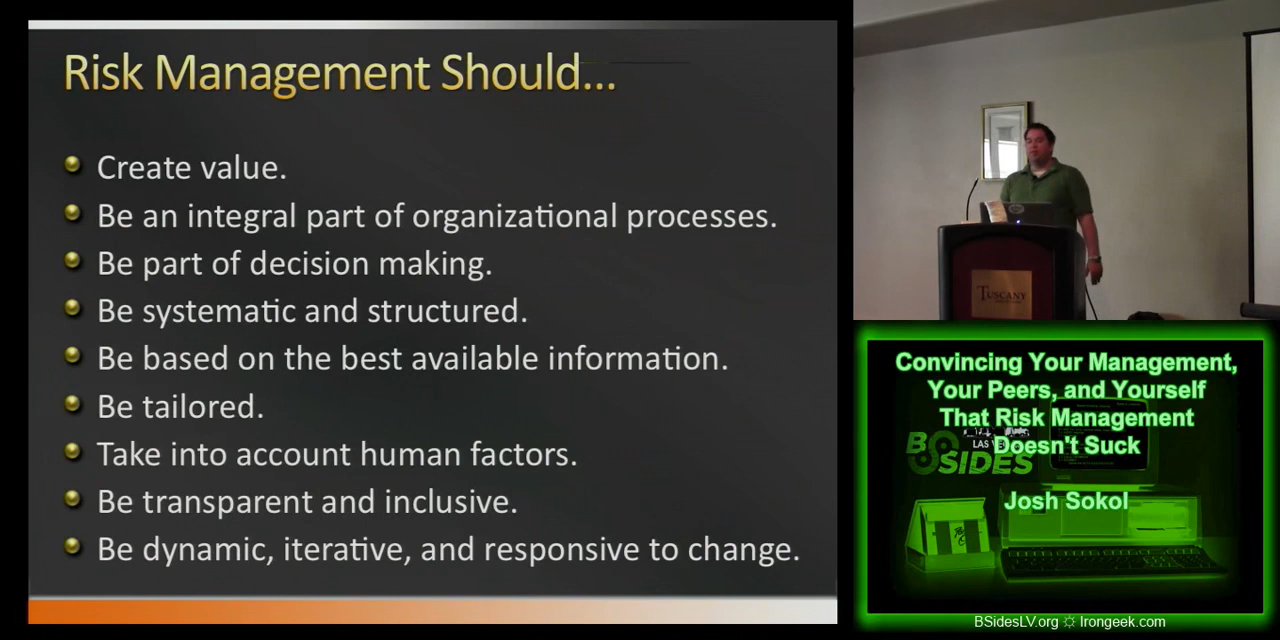 Risk Management Should...
Create value.
Be an integral part of organizational processes.
Be part of decision making.
Be systematic and structured.
Be based on the best available information.
Be tailored.
Take into account human factors.
Be transparent and inclusive.
Be dynamic, iterative, and responsive to change.
TUSCANY
Convincing Your Management,
Your Peers, and Yourself
That Risk Management
Doesn't Suck
BSIDES
LAS VEGAS
Josh Sokol
BSidesLV.org ☼ Irongeek.com